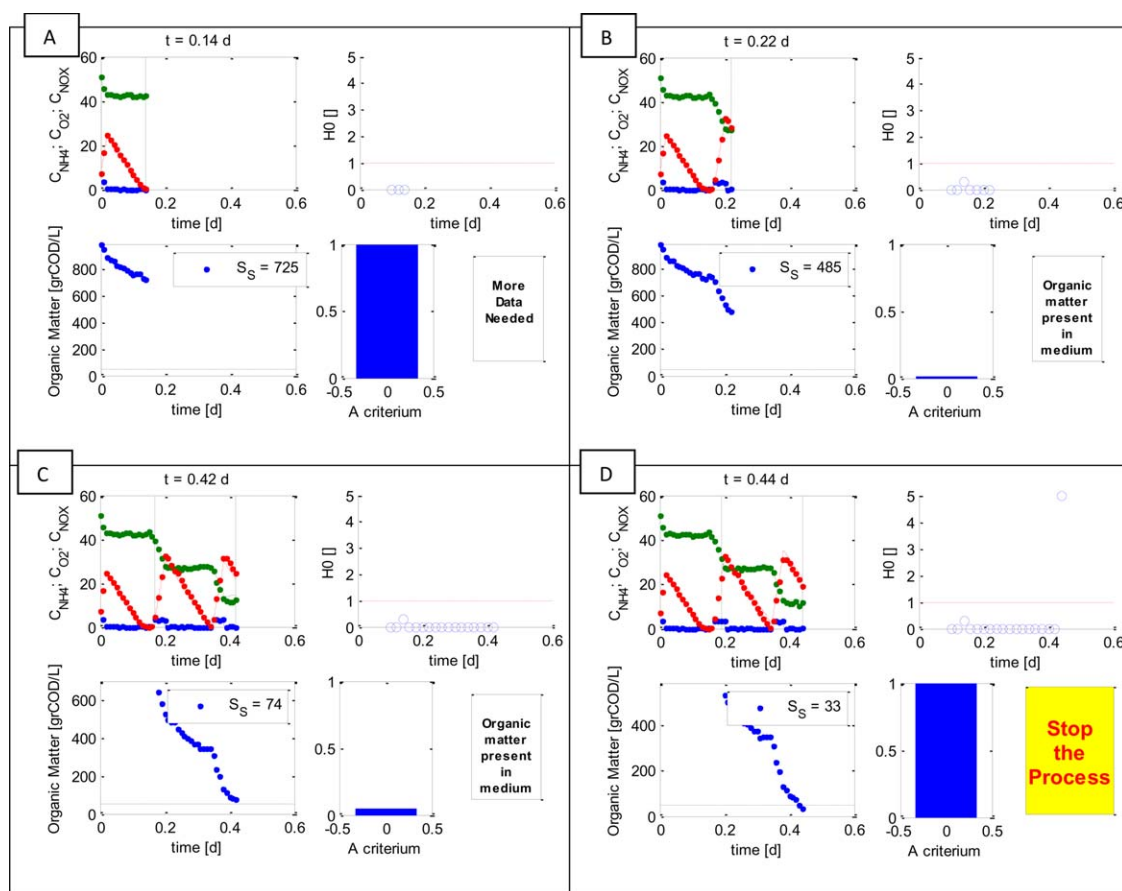 A
t = 0.14 d
C_NH4; C_O2; C_NOX
60
40
20
0
0 0.2 0.4 0.6
time [d]
H0 []
5
4
3
2
1
0
0 0.2 0.4 0.6
time [d]
Organic Matter [grCOD/L]
800
600
400
200
0
S_S = 725
0 0.2 0.4 0.6
time [d]
1
0.5
0
-0.5 0 0.5
A criterium
More
Data
Needed
B
t = 0.22 d
C_NH4; C_O2; C_NOX
60
40
20
0
0 0.2 0.4 0.6
time [d]
H0 []
5
4
3
2
1
0
0 0.2 0.4 0.6
time [d]
Organic Matter [grCOD/L]
800
600
400
200
0
S_S = 485
0 0.2 0.4 0.6
time [d]
1
0.5
0
-0.5 0 0.5
A criterium
Organic
matter
present
in
medium
C
t = 0.42 d
C_NH4; C_O2; C_NOX
60
40
20
0
0 0.2 0.4 0.6
time [d]
H0 []
5
4
3
2
1
0
0 0.2 0.4 0.6
time [d]
Organic Matter [grCOD/L]
600
400
200
0
S_S = 74
0 0.2 0.4 0.6
time [d]
1
0.5
0
-0.5 0 0.5
A criterium
Organic
matter
present
in
medium
D
t = 0.44 d
C_NH4; C_O2; C_NOX
60
40
20
0
0 0.2 0.4 0.6
time [d]
H0 []
5
4
3
2
1
0
0 0.2 0.4 0.6
time [d]
Organic Matter [grCOD/L]
400
200
0
S_S = 33
0 0.2 0.4 0.6
time [d]
1
0.5
0
-0.5 0 0.5
A criterium
Stop
the
Process